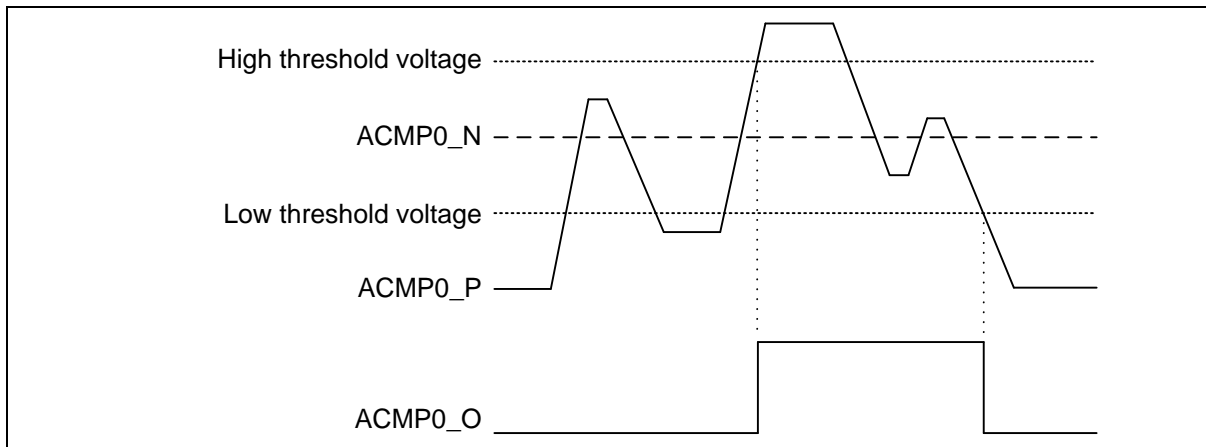 High threshold voltage
ACMP0_N
Low threshold voltage
ACMP0_P
ACMP0_O